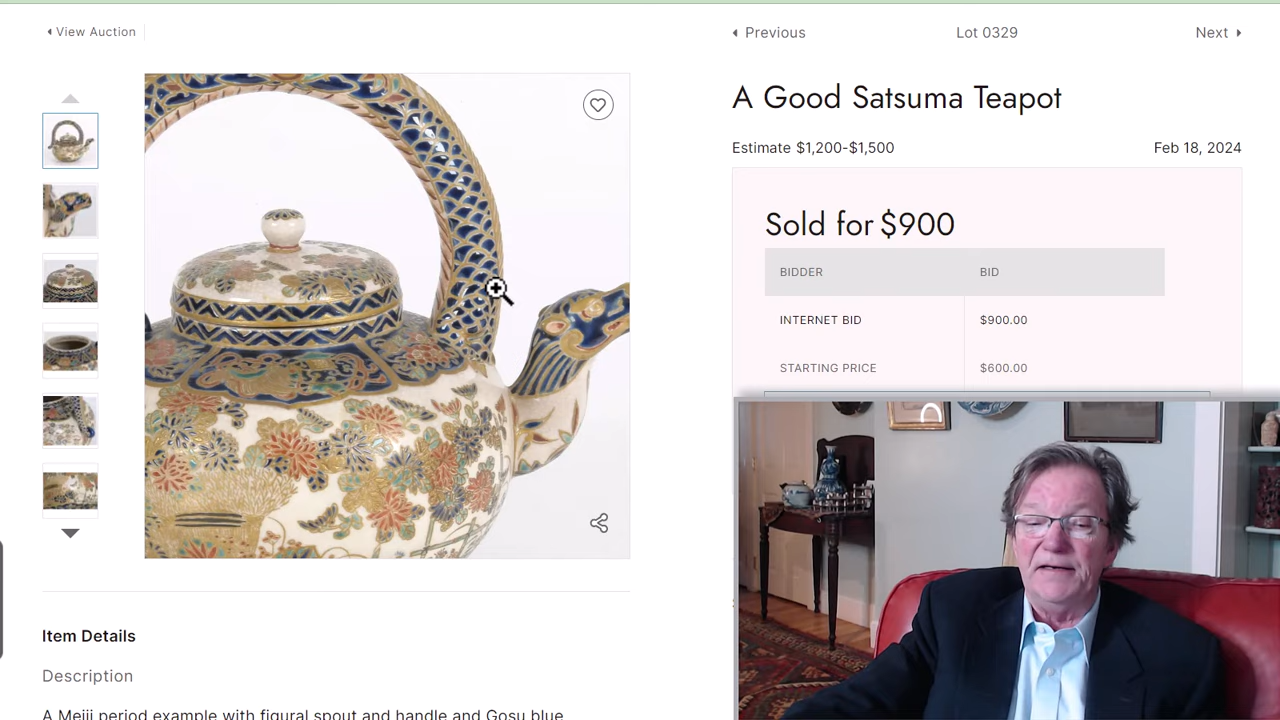 View Auction
Previous
Lot 0329
Next
A Good Satsuma Teapot
Estimate $1,200-$1,500
Feb 18, 2024
Sold for $900
BIDDER
BID
INTERNET BID
$900.00
STARTING PRICE
$600.00
Item Details
Description
A Meiji period example with figural spout and handle and Gosu blue